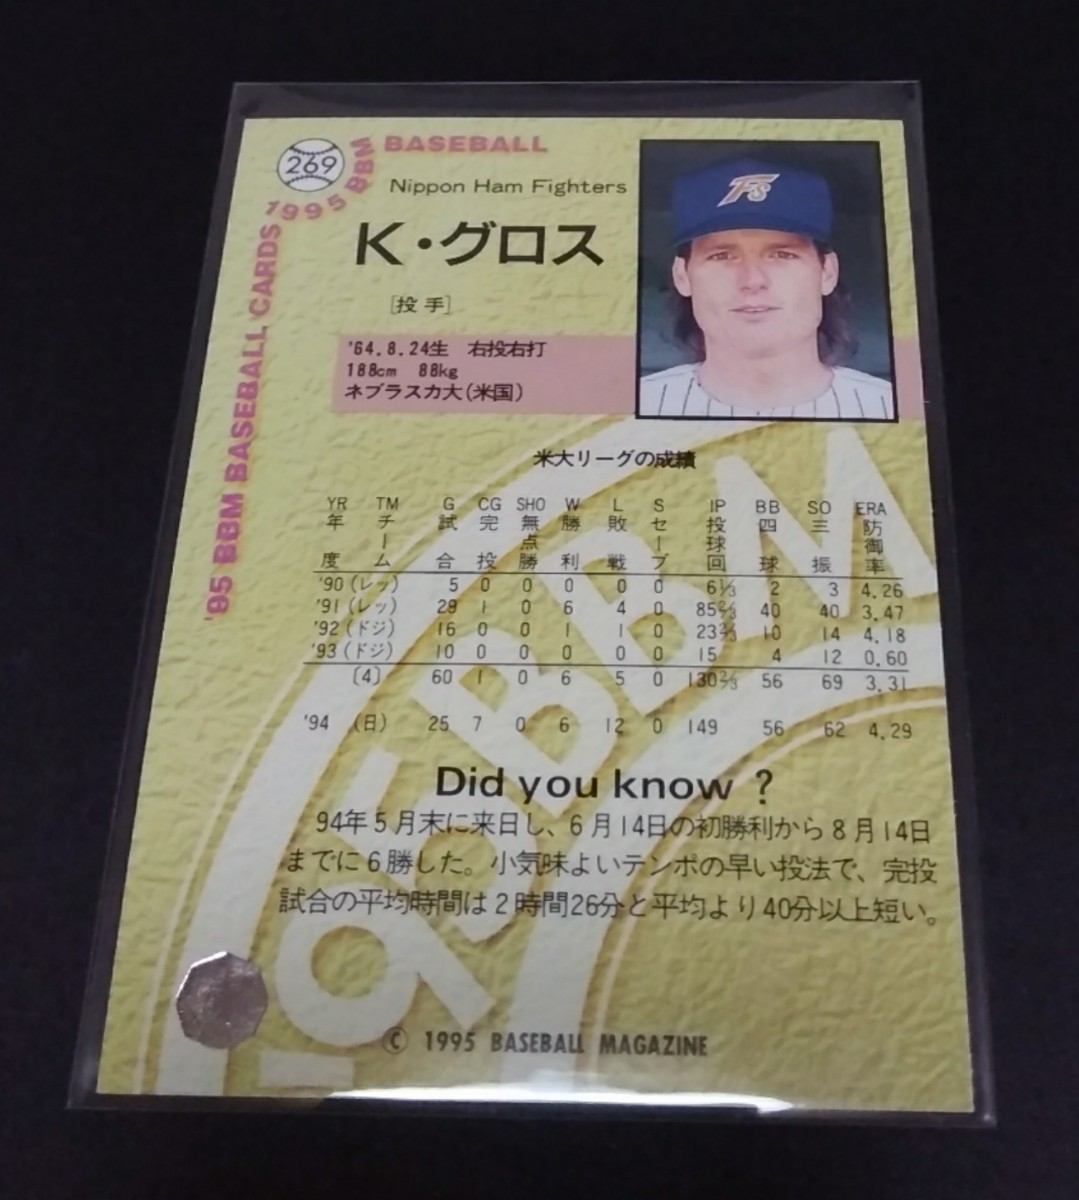 269
'95 BBM BASEBALL CARDS 1995 BBM BASEBALL
Nippon Ham Fighters
Fs
K・グロス
[投手]
'64.8.24生 右投右打
188cm 88kg
ネブラスカ大(米国)
米大リーグの成績
YR TM G CG SHO W L S IP BB SO ERA
年度 チーム 試合 完投 無点勝 勝利 敗戦 セーブ 投球回 四球 三振 防御率
'90(レッ) 5 0 0 0 0 0 6⅓ 2 3 4.26
'91(レッ) 29 1 0 6 4 0 85⅔ 40 40 3.47
'92(ドジ) 16 0 0 1 1 0 23⅔ 10 14 4.18
'93(ドジ) 10 0 0 0 0 0 15 4 12 0.60
[4] 60 1 0 6 5 0 130⅔ 56 69 3.31
'94 (日) 25 7 0 6 12 0 149 56 62 4.29
Did you know ?
94年5月末に来日し、6月14日の初勝利から8月14日
までに6勝した。小気味よいテンポの早い投法で、完投
試合の平均時間は2時間26分と平均より40分以上短い。
'95 BBM
© 1995 BASEBALL MAGAZINE